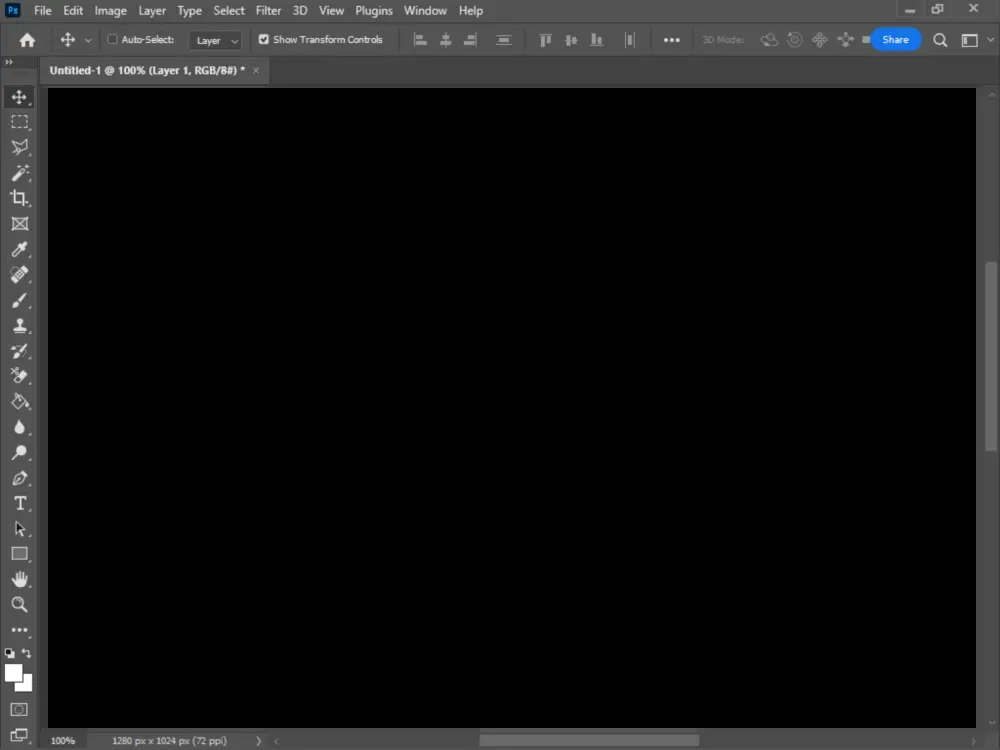 Ps File Edit Image Layer Type Select Filter 3D View Plugins Window Help
Auto-Select: Layer Show Transform Controls 3D Mode: Share
Untitled-1 @ 100% (Layer 1, RGB/8#) *
T
100% 1280 px x 1024 px (72 ppi)